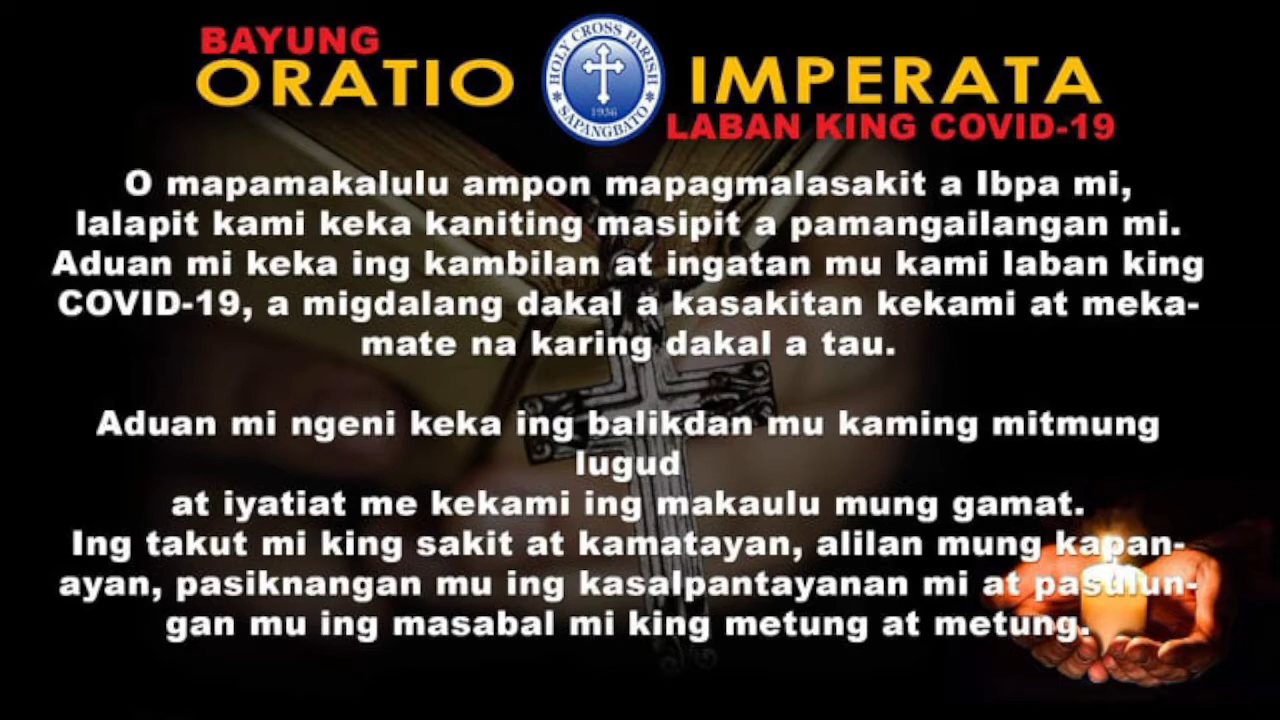 BAYUNG
ORATIO IMPERATA
LABAN KING COVID-19
HOLY CROSS PARISH
1936
SAPANGBATO
O mapamakalulu ampon mapagmalasakit a Ibpa mi,
lalapit kami keka kaniting masipit a pamangailangan mi.
Aduan mi keka ing kambilan at ingatan mu kami laban king
COVID-19, a migdalang dakal a kasakitan kekami at meka-
mate na karing dakal a tau.
Aduan mi ngeni keka ing balikdan mu kaming mitmung
lugud
at iyatiat me kekami ing makaulu mung gamat.
Ing takut mi king sakit at kamatayan, alilan mung kapan-
ayan, pasiknangan mu ing kasalpantayanan mi at pasulun-
gan mu ing masabal mi king metung at metung.